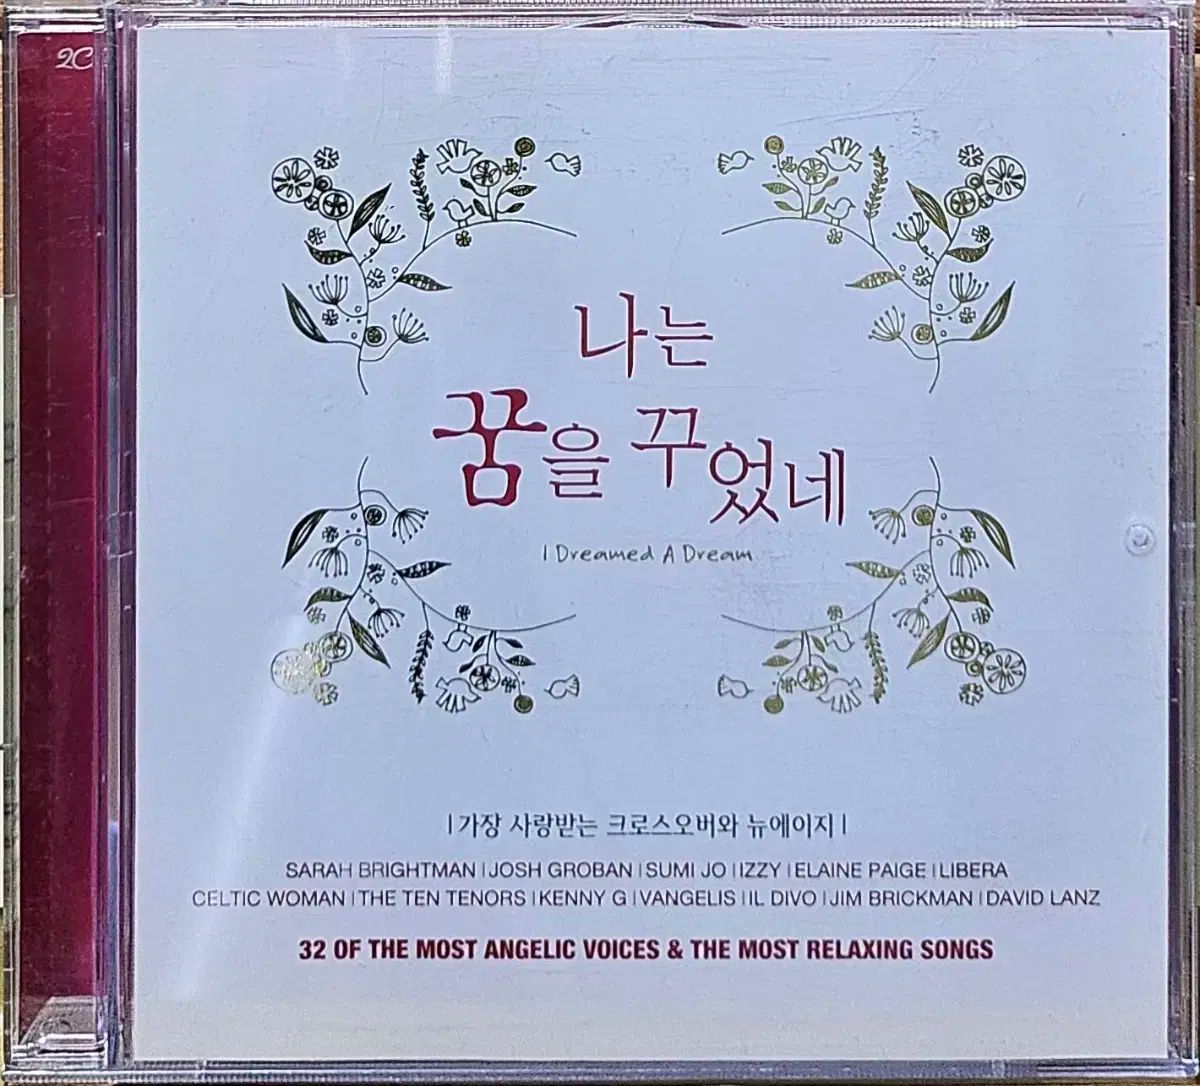 2C
나는
꿈을 꾸었네
I Dreamed A Dream
|가장 사랑받는 크로스오버와 뉴에이지|
SARAH BRIGHTMAN | JOSH GROBAN | SUMI JO | IZZY | ELAINE PAIGE | LIBERA
CELTIC WOMAN | THE TEN TENORS | KENNY G | VANGELIS | IL DIVO | JIM BRICKMAN | DAVID LANZ
32 OF THE MOST ANGELIC VOICES & THE MOST RELAXING SONGS